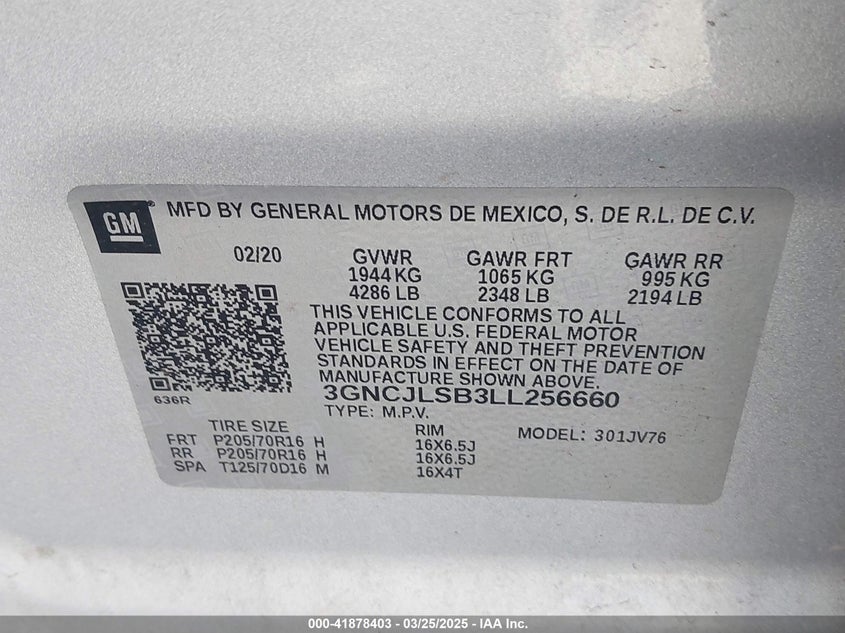 GM MFD BY GENERAL MOTORS DE MEXICO, S. DE R.L. DE C.V.
02/20 GVWR GAWR FRT GAWR RR
1944 KG 1065 KG 995 KG
4286 LB 2348 LB 2194 LB
THIS VEHICLE CONFORMS TO ALL
APPLICABLE U.S. FEDERAL MOTOR
VEHICLE SAFETY AND THEFT PREVENTION
STANDARDS IN EFFECT ON THE DATE OF
MANUFACTURE SHOWN ABOVE.
636R
3GNCJLSB3LL256660
TYPE: M.P.V.
TIRE SIZE RIM MODEL: 301JV76
FRT P205/70R16 H 16X6.5J
RR P205/70R16 H 16X6.5J
SPA T125/70D16 M 16X4T
000-41878403 - 03/25/2025 - IAA Inc.